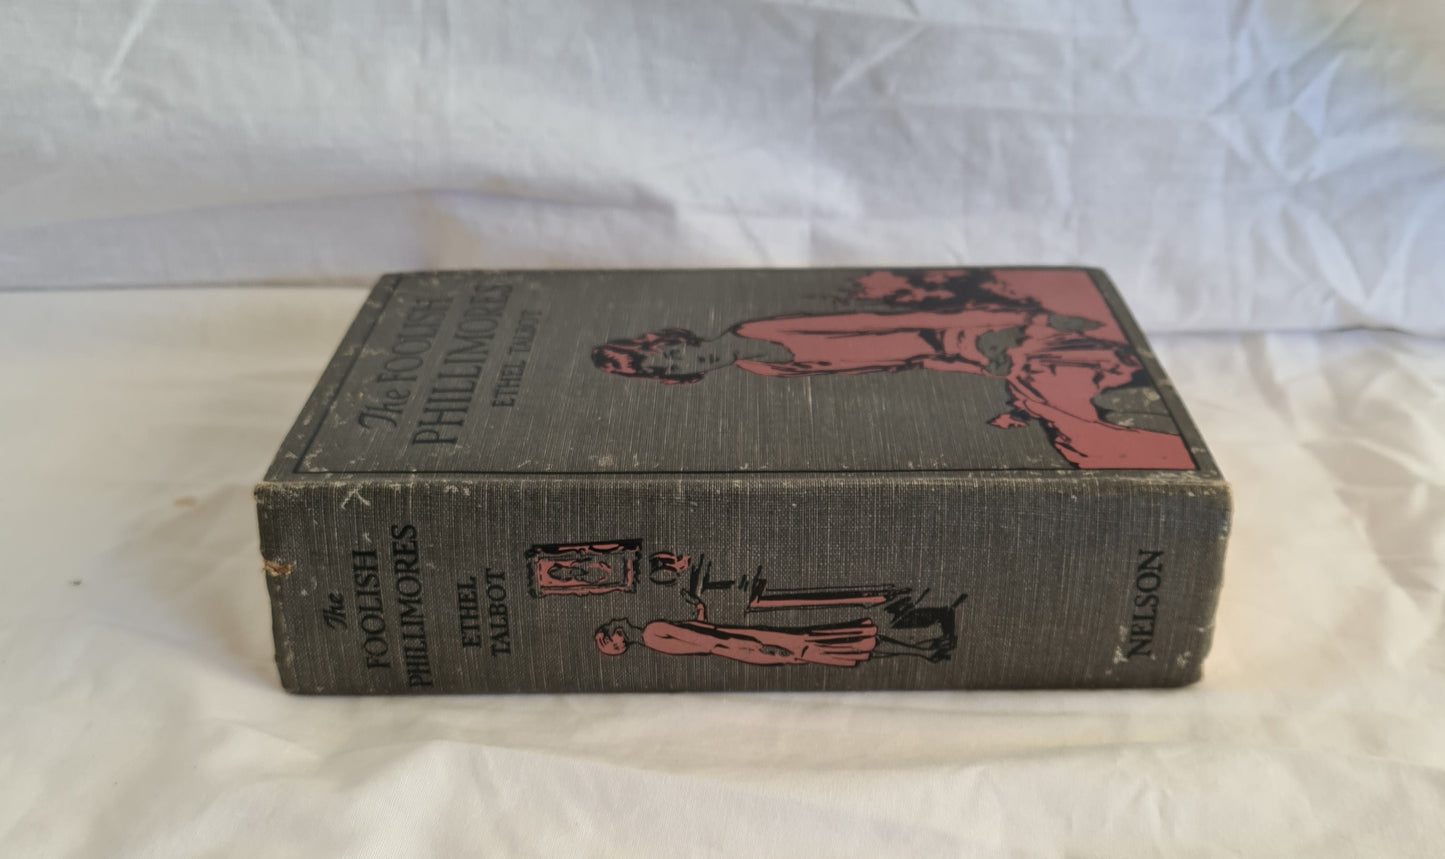 The FOOLISH
PHILLIMORES
ETHEL TALBOT
The
FOOLISH
PHILLIMORES
ETHEL
TALBOT
NELSON